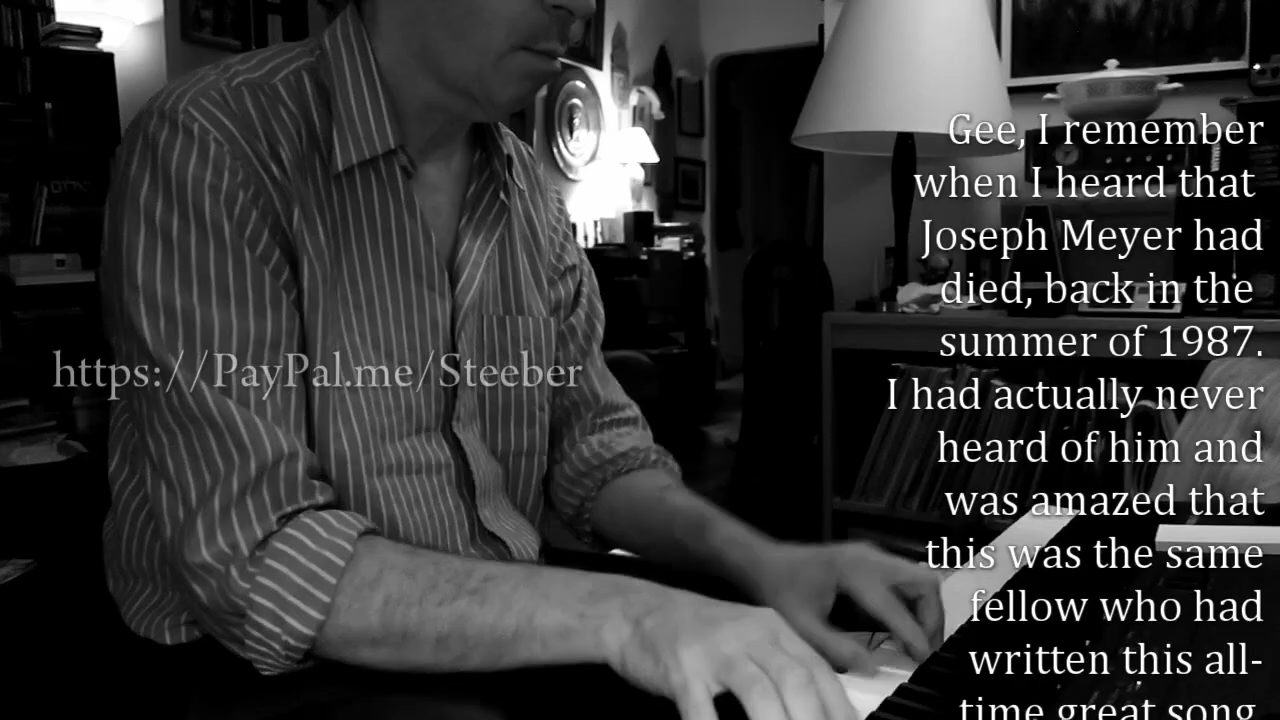 Gee, I remember
when I heard that
Joseph Meyer had
died, back in the
summer of 1987.
I had actually never
heard of him and
was amazed that
this was the same
fellow who had
written this all-
time great song.
https://PayPal.me/Steeber